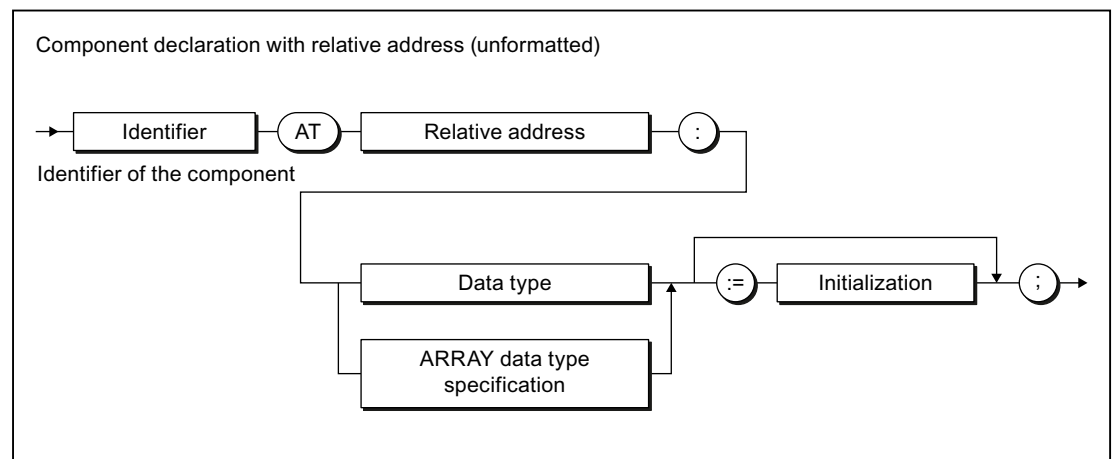 Component declaration with relative address (unformatted)
Identifier AT Relative address :
Identifier of the component
Data type := Initialization ;
ARRAY data type
specification